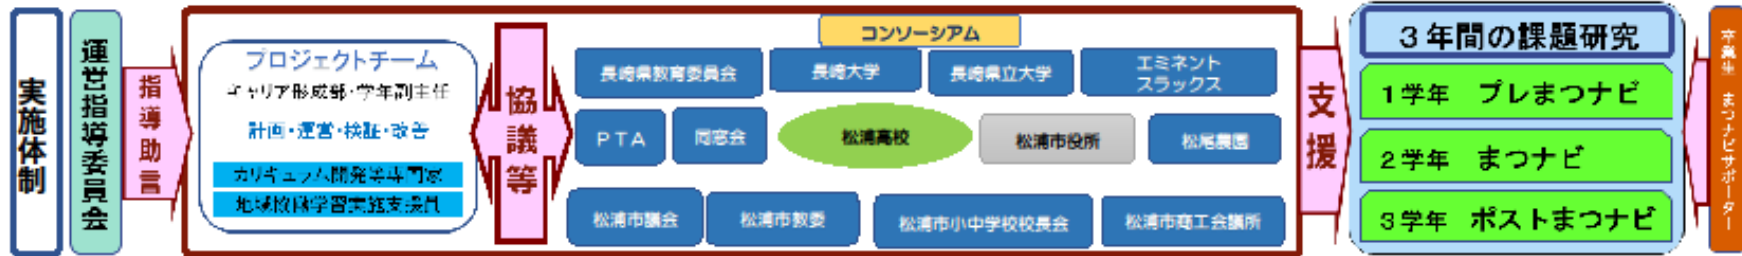 実施体制
運営指導委員会
指導助言
プロジェクトチーム
キャリア形成部・学年副主任
計画・運営・検証・改善
カリキュラム開発等専門家
地域協働学習実施支援員
協議等
コンソーシアム
長崎県教育委員会
長崎大学
長崎県立大学
エミネント
スラックス
PTA
同窓会
松浦高校
松浦市役所
松尾農園
松浦市議会
松浦市教委
松浦市小中学校校長会
松浦市商工会議所
支援
3年間の課題研究
1学年 プレまつナビ
2学年 まつナビ
3学年 ポストまつナビ
卒業生 まつナビサポーター